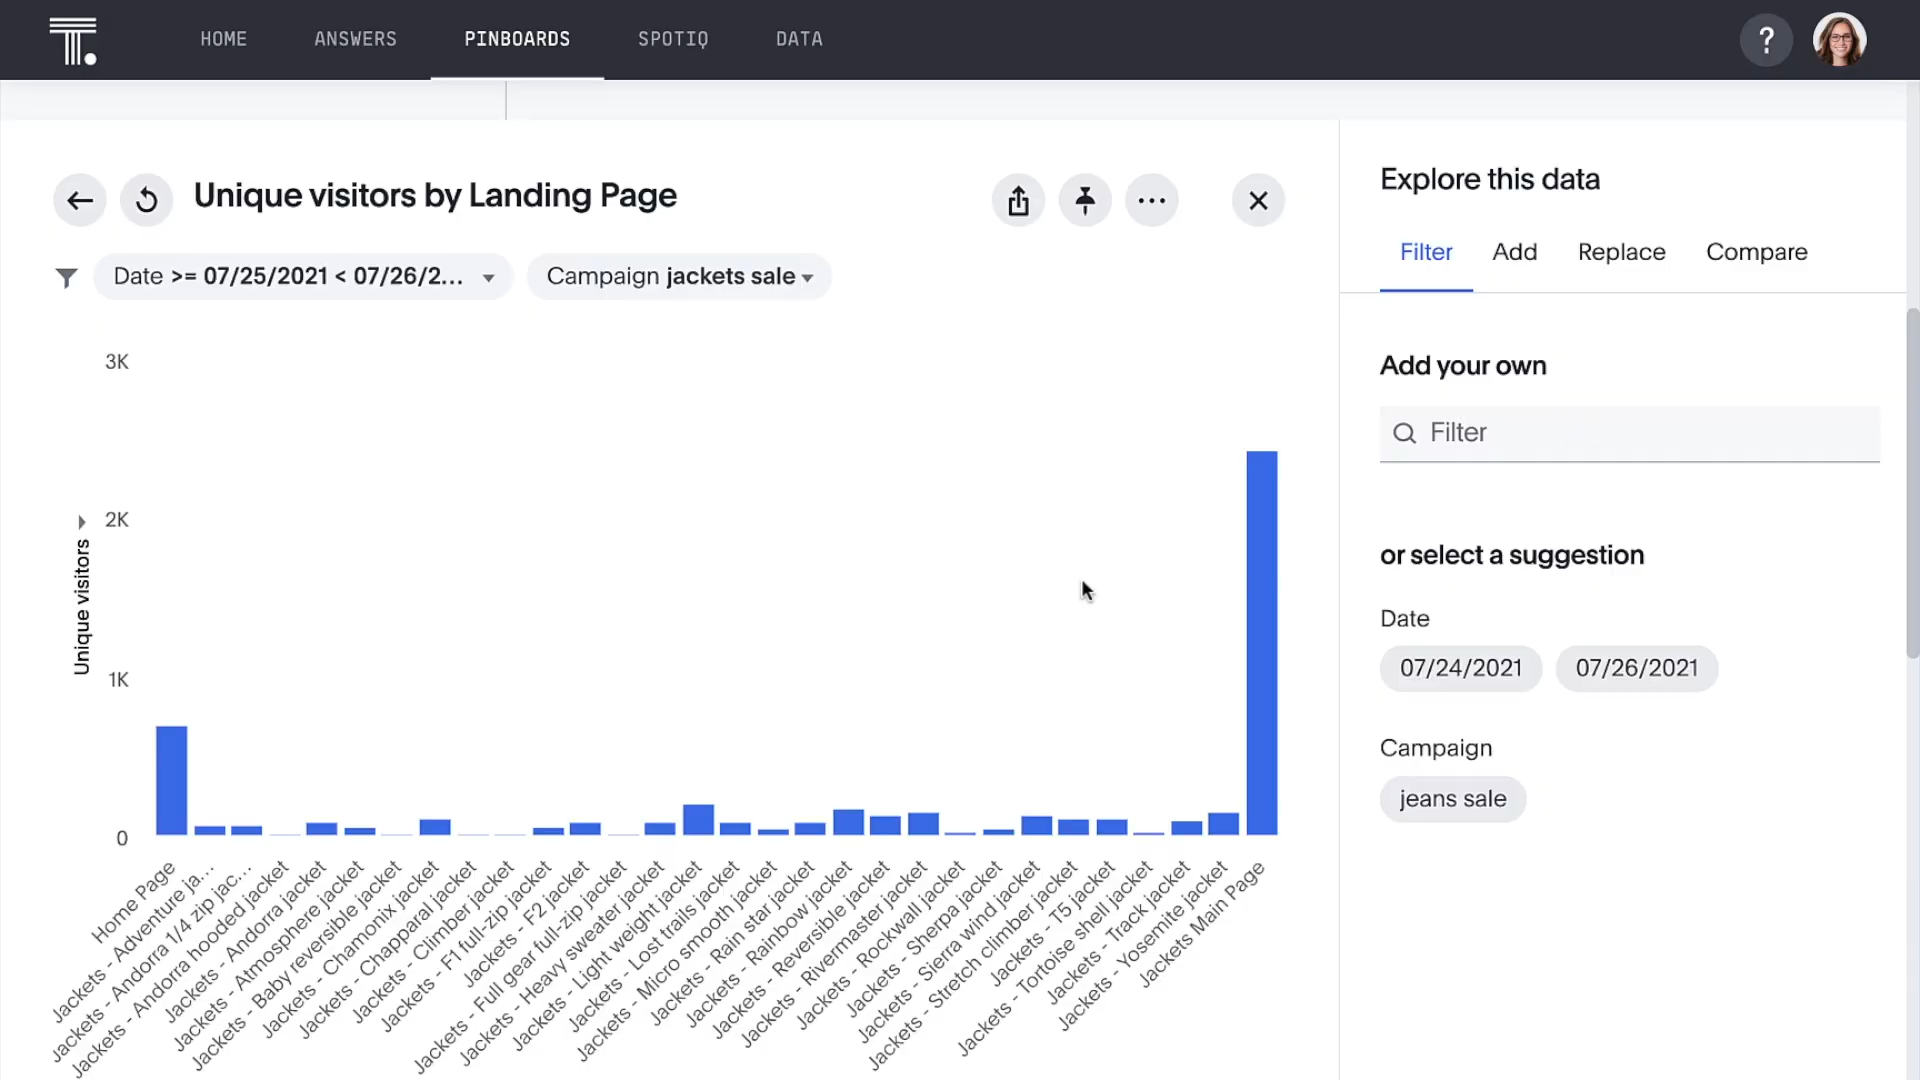 T.
HOME
ANSWERS
PINBOARDS
SPOTIQ
DATA
?
Unique visitors by Landing Page
Date >= 07/25/2021 < 07/26/2...
Campaign jackets sale
3K
2K
1K
0
Unique visitors
Home Page
Jackets - Adventure ja...
Jackets - Andorra 1/4 zip jac...
Jackets - Andorra hooded jacket
Jackets - Andorra jacket
Jackets - Atmosphere jacket
Jackets - Baby reversible jacket
Jackets - Chamonix jacket
Jackets - Chapparal jacket
Jackets - Climber jacket
Jackets - F1 full-zip jacket
Jackets - F2 jacket
Jackets - Full gear full-zip jacket
Jackets - Heavy sweater jacket
Jackets - Light weight jacket
Jackets - Lost trails jacket
Jackets - Micro smooth jacket
Jackets - Rain star jacket
Jackets - Rainbow jacket
Jackets - Reversible jacket
Jackets - Rivermaster jacket
Jackets - Rockwall jacket
Jackets - Sherpa jacket
Jackets - Sierra wind jacket
Jackets - Stretch climber jacket
Jackets - T5 jacket
Jackets - Tortoise shell jacket
Jackets - Track jacket
Jackets - Yosemite jacket
Jackets Main Page
Explore this data
Filter
Add
Replace
Compare
Add your own
Filter
or select a suggestion
Date
07/24/2021
07/26/2021
Campaign
jeans sale